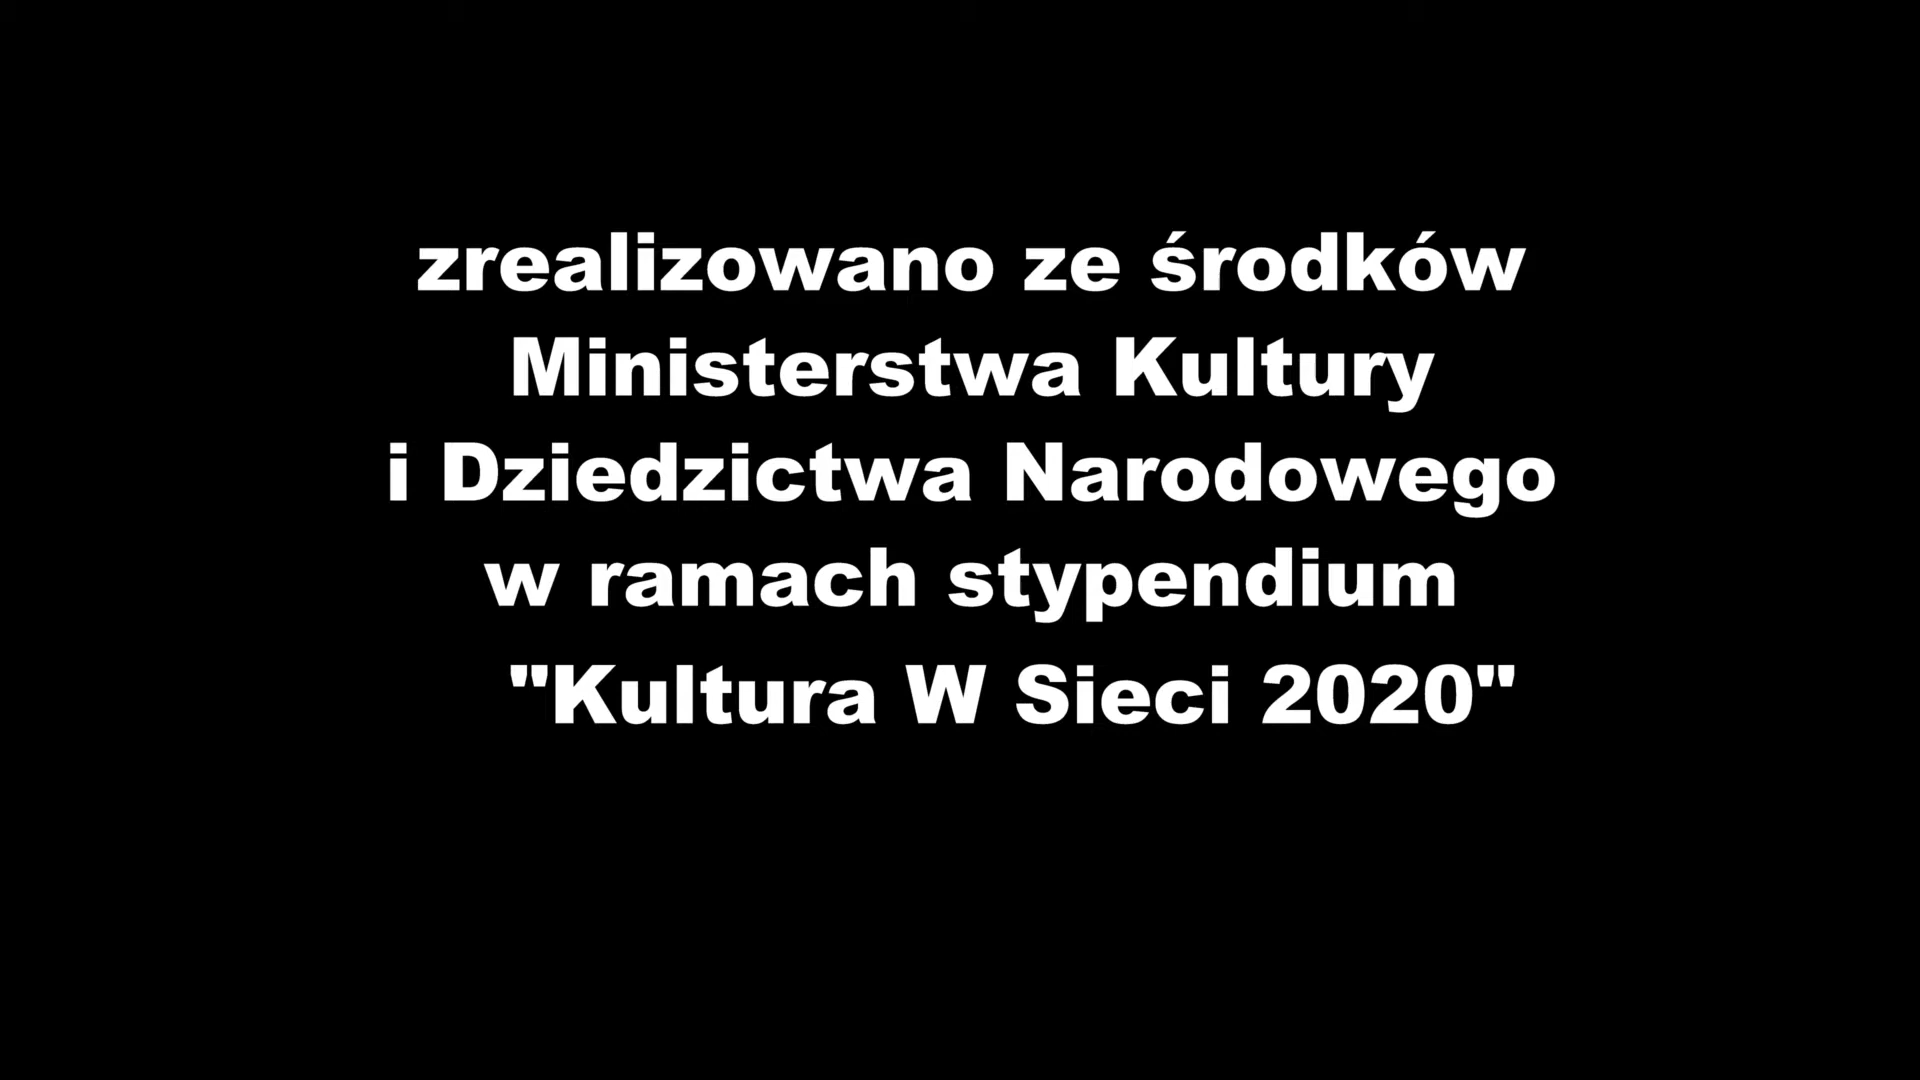 zrealizowano ze środków
Ministerstwa Kultury
i Dziedzictwa Narodowego
w ramach stypendium
"Kultura W Sieci 2020"